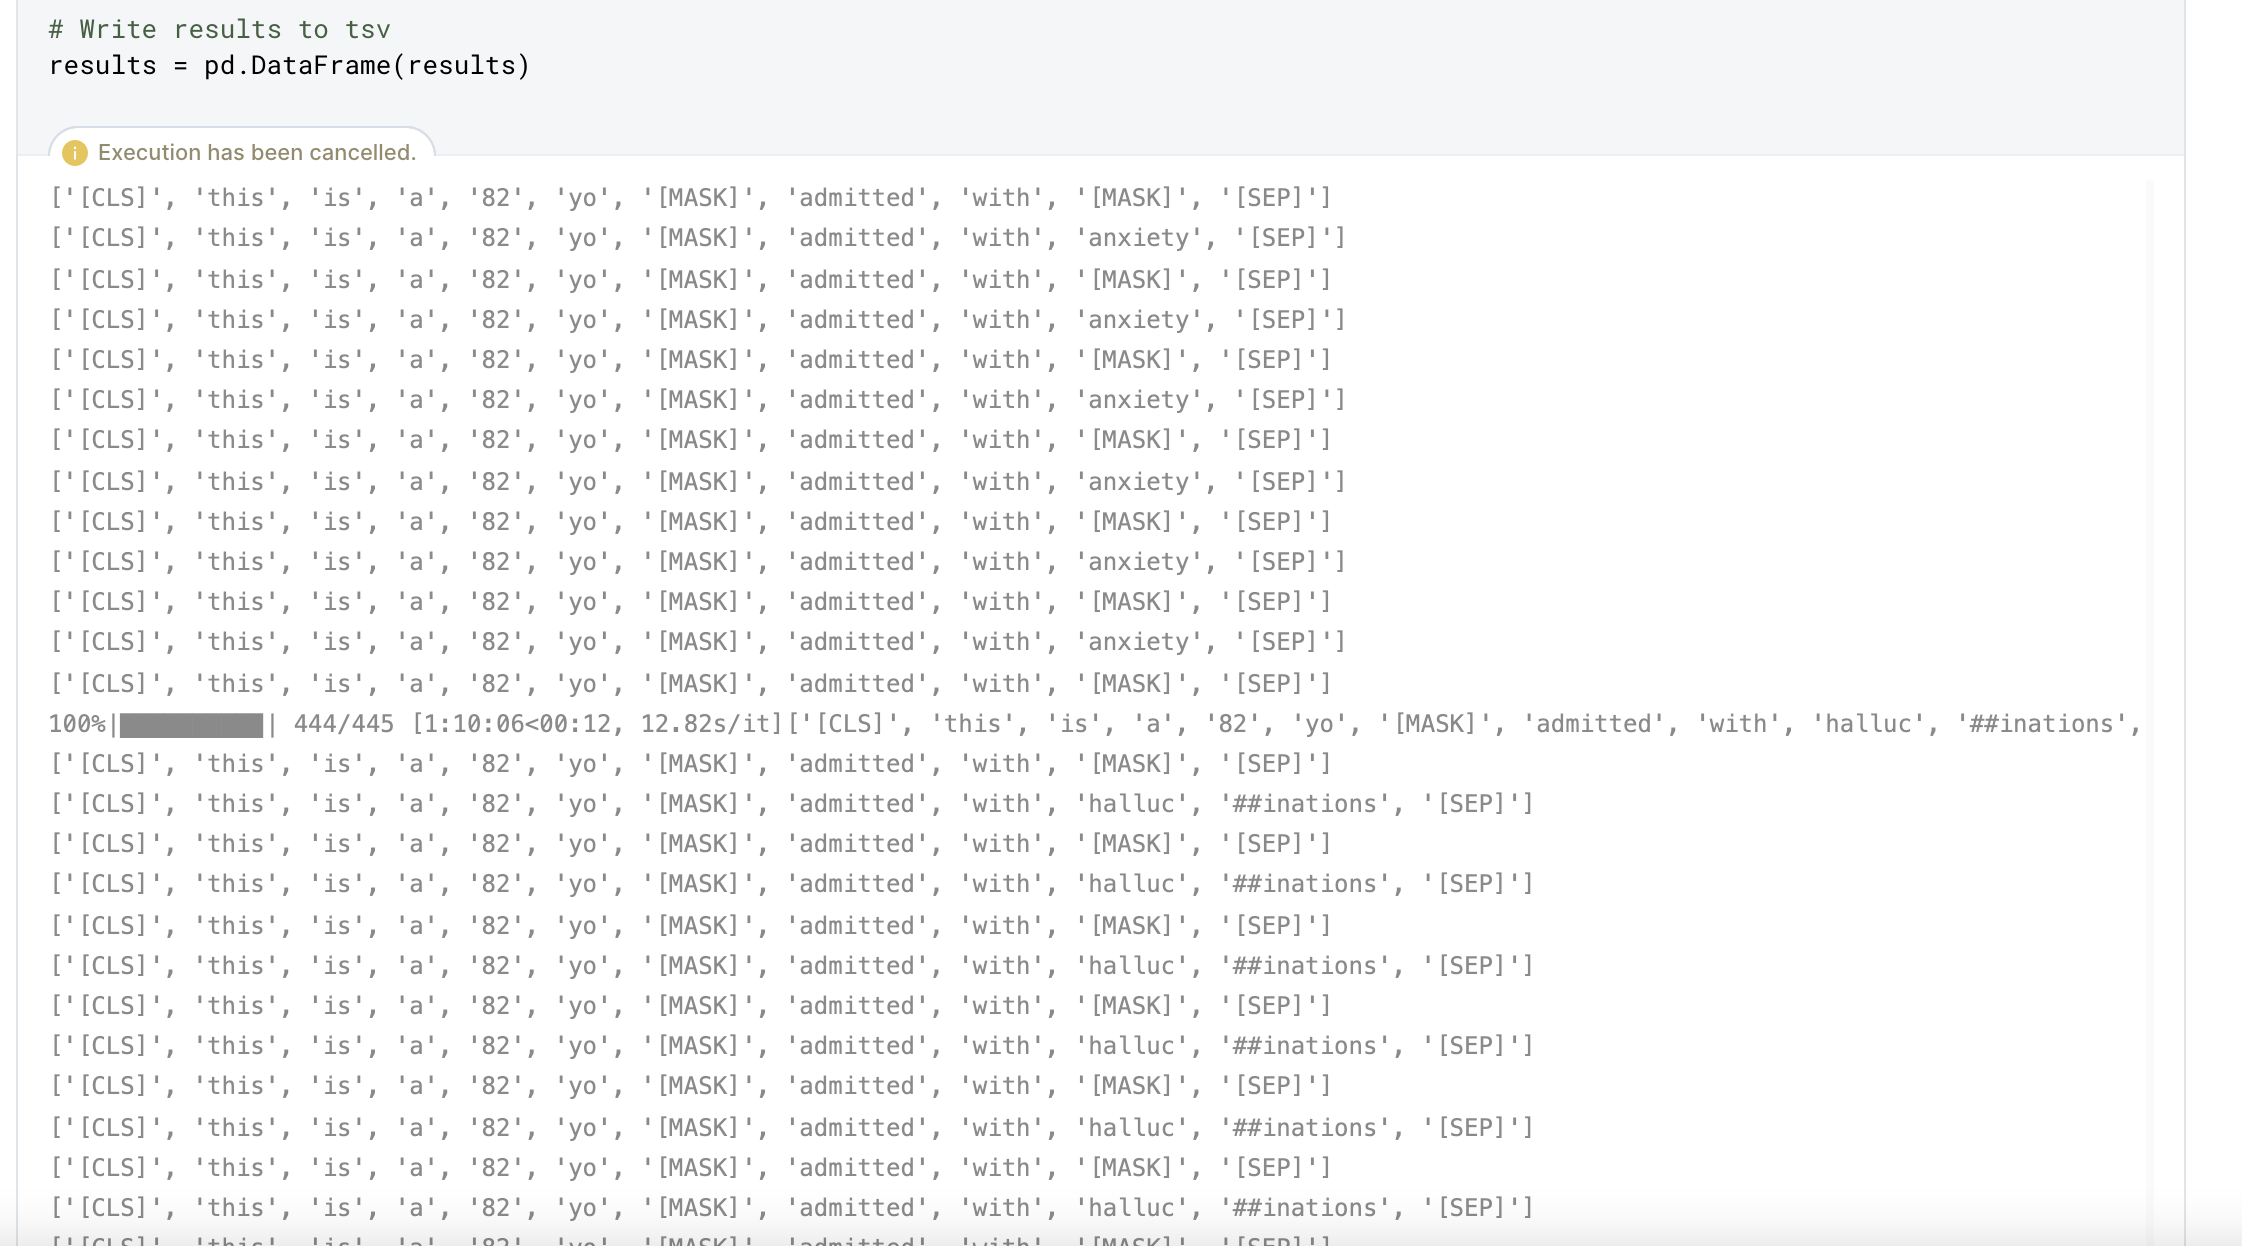 # Write results to tsv
results = pd.DataFrame(results)
Execution has been cancelled.
['[CLS]', 'this', 'is', 'a', '82', 'yo', '[MASK]', 'admitted', 'with', '[MASK]', '[SEP]']
['[CLS]', 'this', 'is', 'a', '82', 'yo', '[MASK]', 'admitted', 'with', 'anxiety', '[SEP]']
['[CLS]', 'this', 'is', 'a', '82', 'yo', '[MASK]', 'admitted', 'with', '[MASK]', '[SEP]']
['[CLS]', 'this', 'is', 'a', '82', 'yo', '[MASK]', 'admitted', 'with', 'anxiety', '[SEP]']
['[CLS]', 'this', 'is', 'a', '82', 'yo', '[MASK]', 'admitted', 'with', '[MASK]', '[SEP]']
['[CLS]', 'this', 'is', 'a', '82', 'yo', '[MASK]', 'admitted', 'with', 'anxiety', '[SEP]']
['[CLS]', 'this', 'is', 'a', '82', 'yo', '[MASK]', 'admitted', 'with', '[MASK]', '[SEP]']
['[CLS]', 'this', 'is', 'a', '82', 'yo', '[MASK]', 'admitted', 'with', 'anxiety', '[SEP]']
['[CLS]', 'this', 'is', 'a', '82', 'yo', '[MASK]', 'admitted', 'with', '[MASK]', '[SEP]']
['[CLS]', 'this', 'is', 'a', '82', 'yo', '[MASK]', 'admitted', 'with', 'anxiety', '[SEP]']
['[CLS]', 'this', 'is', 'a', '82', 'yo', '[MASK]', 'admitted', 'with', '[MASK]', '[SEP]']
['[CLS]', 'this', 'is', 'a', '82', 'yo', '[MASK]', 'admitted', 'with', 'anxiety', '[SEP]']
['[CLS]', 'this', 'is', 'a', '82', 'yo', '[MASK]', 'admitted', 'with', '[MASK]', '[SEP]']
100%|██████████| 444/445 [1:10:06<00:12, 12.82s/it]['[CLS]', 'this', 'is', 'a', '82', 'yo', '[MASK]', 'admitted', 'with', 'halluc', '##inations',
['[CLS]', 'this', 'is', 'a', '82', 'yo', '[MASK]', 'admitted', 'with', '[MASK]', '[SEP]']
['[CLS]', 'this', 'is', 'a', '82', 'yo', '[MASK]', 'admitted', 'with', 'halluc', '##inations', '[SEP]']
['[CLS]', 'this', 'is', 'a', '82', 'yo', '[MASK]', 'admitted', 'with', '[MASK]', '[SEP]']
['[CLS]', 'this', 'is', 'a', '82', 'yo', '[MASK]', 'admitted', 'with', 'halluc', '##inations', '[SEP]']
['[CLS]', 'this', 'is', 'a', '82', 'yo', '[MASK]', 'admitted', 'with', '[MASK]', '[SEP]']
['[CLS]', 'this', 'is', 'a', '82', 'yo', '[MASK]', 'admitted', 'with', 'halluc', '##inations', '[SEP]']
['[CLS]', 'this', 'is', 'a', '82', 'yo', '[MASK]', 'admitted', 'with', '[MASK]', '[SEP]']
['[CLS]', 'this', 'is', 'a', '82', 'yo', '[MASK]', 'admitted', 'with', 'halluc', '##inations', '[SEP]']
['[CLS]', 'this', 'is', 'a', '82', 'yo', '[MASK]', 'admitted', 'with', '[MASK]', '[SEP]']
['[CLS]', 'this', 'is', 'a', '82', 'yo', '[MASK]', 'admitted', 'with', 'halluc', '##inations', '[SEP]']
['[CLS]', 'this', 'is', 'a', '82', 'yo', '[MASK]', 'admitted', 'with', '[MASK]', '[SEP]']
['[CLS]', 'this', 'is', 'a', '82', 'yo', '[MASK]', 'admitted', 'with', 'halluc', '##inations', '[SEP]']
['[CLS]', 'this', 'is', 'a', '82', 'yo', '[MASK]', 'admitted', 'with', '[MASK]', '[SEP]']